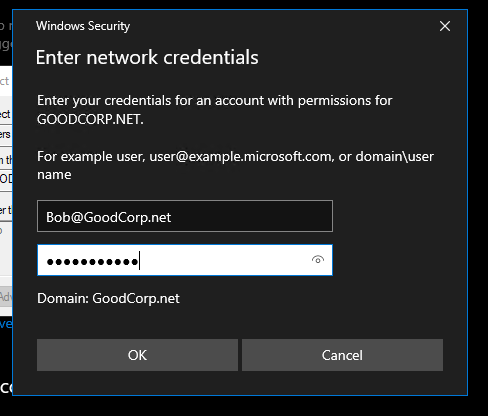 Windows Security
Enter network credentials
Enter your credentials for an account with permissions for
GOODCORP.NET.
For example user, user@example.microsoft.com, or domain\user
name
Bob@GoodCorp.net
●●●●●●●●●●●
Domain: GoodCorp.net
OK
Cancel